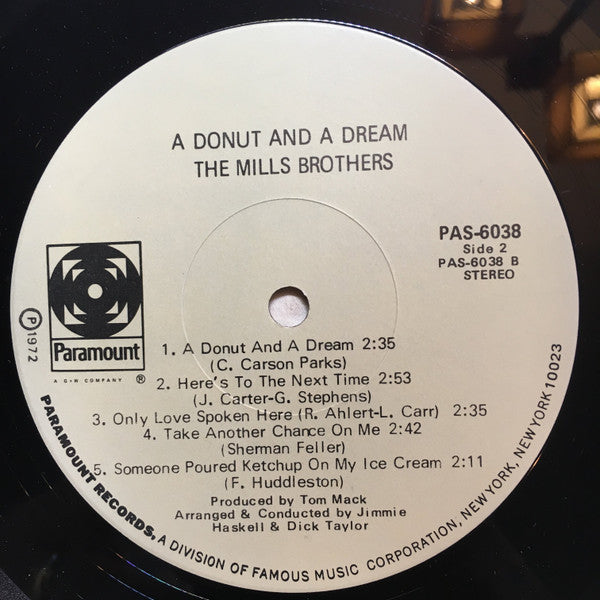 A DONUT AND A DREAM
THE MILLS BROTHERS
PAS-6038
Side 2
PAS-6038 B
STEREO
Paramount
A G+W COMPANY ®
Ⓟ1972
1. A Donut And A Dream 2:35
(C. Carson Parks)
2. Here's To The Next Time 2:53
(J. Carter-G. Stephens)
3. Only Love Spoken Here (R. Ahlert-L. Carr) 2:35
4. Take Another Chance On Me 2:42
(Sherman Feller)
5. Someone Poured Ketchup On My Ice Cream 2:11
(F. Huddleston)
Produced by Tom Mack
Arranged & Conducted by Jimmie
Haskell & Dick Taylor
PARAMOUNT RECORDS, A DIVISION OF FAMOUS MUSIC CORPORATION, NEW YORK, NEW YORK 10023